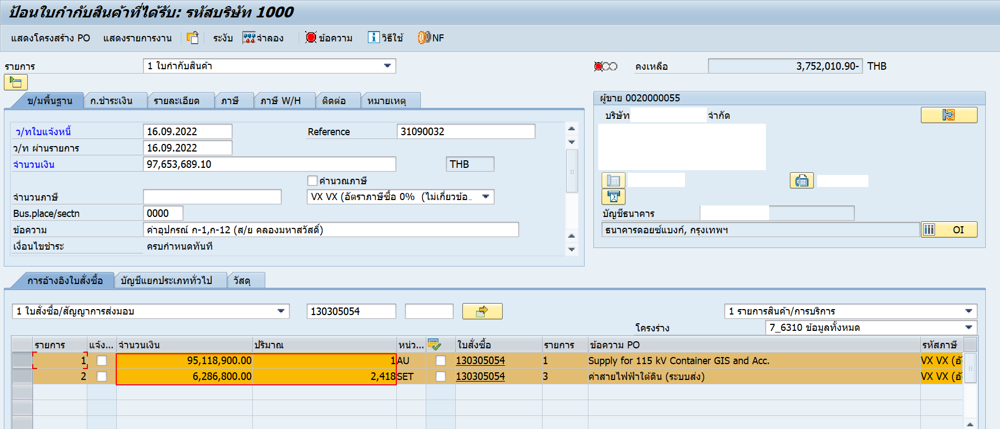 ป้อนใบกำกับสินค้าที่ได้รับ: รหัสบริษัท 1000
แสดงโครงสร้าง PO แสดงรายการงาน ระงับ จำลอง ข้อความ วิธีใช้ NF
รายการ 1 ใบกำกับสินค้า คงเหลือ 3,752,010.90- THB
ข/มพื้นฐาน ก.ชำระเงิน รายละเอียด ภาษี ภาษี W/H ติดต่อ หมายเหตุ
ผู้ขาย 0020000055
บริษัท จำกัด
ว/ทใบแจ้งหนี้ 16.09.2022 Reference 31090032
ว/ท ผ่านรายการ 16.09.2022
จำนวนเงิน 97,653,689.10 THB
คำนวณภาษี
จำนวนภาษี VX VX (อัตราภาษีซื้อ 0% (ไม่เกี่ยวข้อ...
Bus.place/sectn 0000
บัญชีธนาคาร
ข้อความ ค่าอุปกรณ์ ก-1,ก-12 (ส/ย คลองมหาสวัสดิ์)
ธนาคารดอยซ์แบงก์, กรุงเทพฯ OI
เงื่อนไขชำระ ครบกำหนดทันที
การอ้างอิงใบสั่งซื้อ บัญชีแยกประเภททั่วไป วัสดุ
1 ใบสั่งซื้อ/สัญญาการส่งมอบ 130305054 1 รายการสินค้า/การบริการ
โครงร่าง 7_6310 ข้อมูลทั้งหมด
รายการ แจ้ง... จำนวนเงิน ปริมาณ หน่ว... ใบสั่งซื้อ รายการ ข้อความ PO รหัสภาษี
1 95,118,900.00 1 AU 130305054 1 Supply for 115 kV Container GIS and Acc. VX VX (อั
2 6,286,800.00 2,418 SET 130305054 3 ค่าสายไฟฟ้าใต้ดิน (ระบบส่ง) VX VX (อั